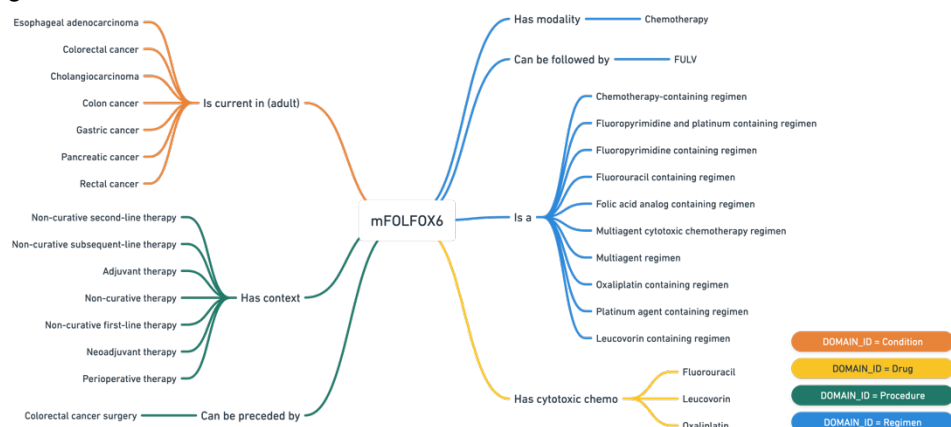 Esophageal adenocarcinoma
Colorectal cancer
Cholangiocarcinoma
Colon cancer
Gastric cancer
Pancreatic cancer
Rectal cancer
Is current in (adult)
Non-curative second-line therapy
Non-curative subsequent-line therapy
Adjuvant therapy
Non-curative therapy
Non-curative first-line therapy
Neoadjuvant therapy
Perioperative therapy
Has context
Colorectal cancer surgery
Can be preceded by
mFOLFOX6
Has modality
Chemotherapy
Can be followed by
FULV
Is a
Chemotherapy-containing regimen
Fluoropyrimidine and platinum containing regimen
Fluoropyrimidine containing regimen
Fluorouracil containing regimen
Folic acid analog containing regimen
Multiagent cytotoxic chemotherapy regimen
Multiagent regimen
Oxaliplatin containing regimen
Platinum agent containing regimen
Leucovorin containing regimen
Has cytotoxic chemo
Fluorouracil
Leucovorin
Oxaliplatin
DOMAIN_ID = Condition
DOMAIN_ID = Drug
DOMAIN_ID = Procedure
DOMAIN_ID = Regimen